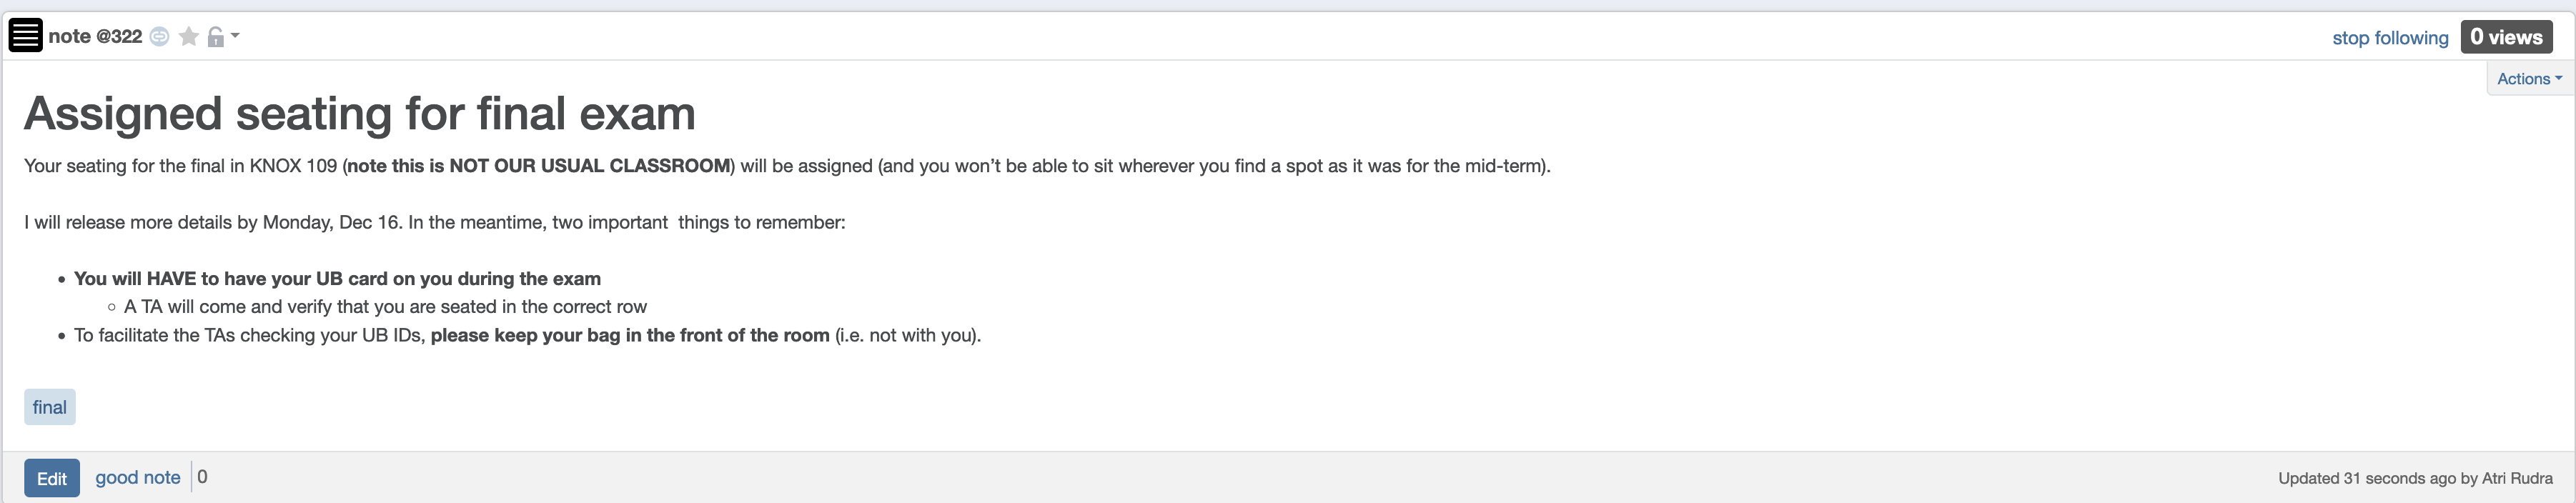 note @322
stop following 0 views
Actions
Assigned seating for final exam
Your seating for the final in KNOX 109 (note this is NOT OUR USUAL CLASSROOM) will be assigned (and you won't be able to sit wherever you find a spot as it was for the mid-term).
I will release more details by Monday, Dec 16. In the meantime, two important  things to remember:
• You will HAVE to have your UB card on you during the exam
◦ A TA will come and verify that you are seated in the correct row
• To facilitate the TAs checking your UB IDs, please keep your bag in the front of the room (i.e. not with you).
final
Edit good note 0
Updated 31 seconds ago by Atri Rudra